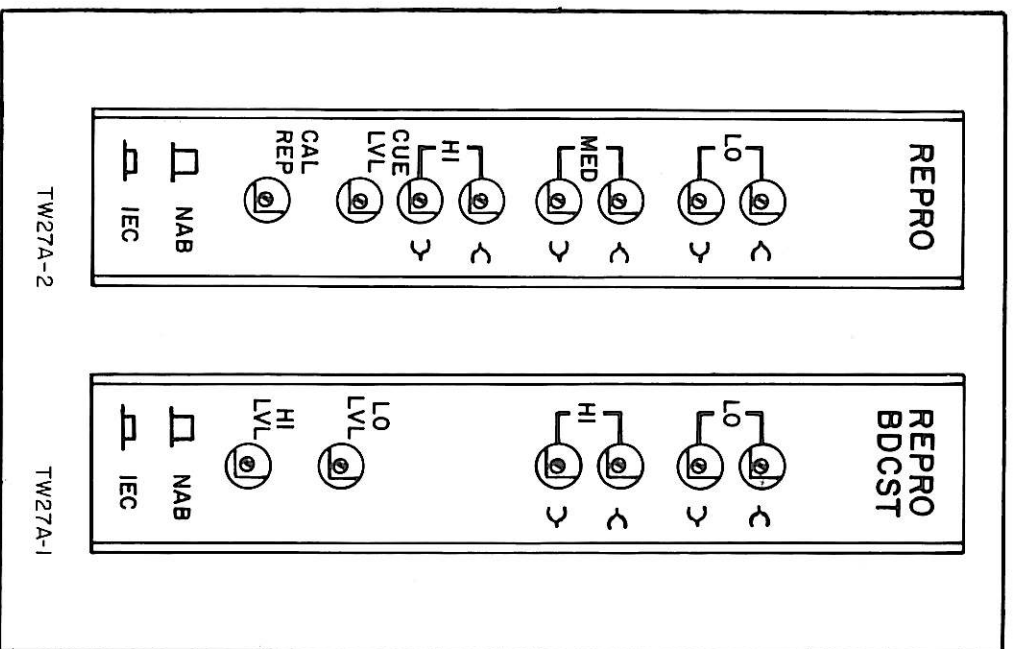 REPRO
LO
MED
HI
CUE
LVL
CAL
REP
NAB
IEC
TW27A-2
REPRO
BDCST
LO
HI
LO
LVL
HI
LVL
NAB
IEC
TW27A-1